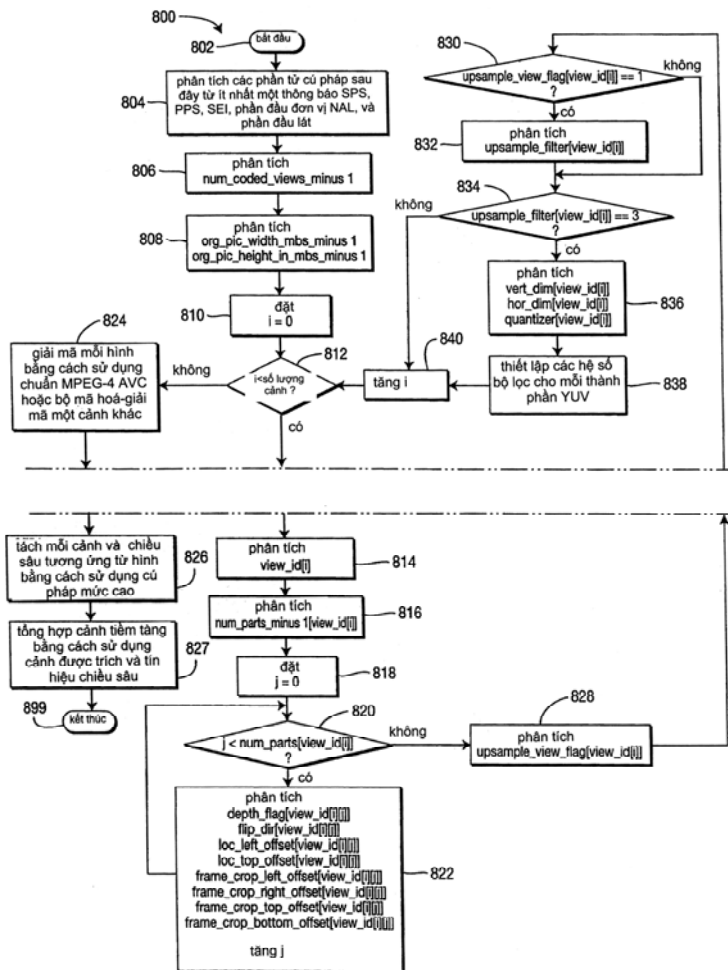 800
802
bắt đầu
804
phân tích các phần tử cú pháp sau
đây từ ít nhất một thông báo SPS,
PPS, SEI, phần đầu đơn vị NAL, và
phần đầu lát
806
phân tích
num_coded_views_minus 1
808
phân tích
org_pic_width_mbs_minus 1
org_pic_height_in_mbs_minus 1
810
đặt
i = 0
812
i<số lượng
cảnh ?
không
có
824
giải mã mỗi hình
bằng cách sử dụng
chuẩn MPEG-4 AVC
hoặc bộ mã hoá-giải
mã một cảnh khác
830
upsample_view_flag[view_id[i]] == 1
?
không
có
832
phân tích
upsample_filter[view_id[i]]
834
không
upsample_filter[view_id[i]] == 3
?
có
phân tích
vert_dim[view_id[i]]
hor_dim[view_id[i]]
quantizer[view_id[i]]
836
840
tăng i
thiết lập các hệ số
bộ lọc cho mỗi thành
phần YUV
838
tách mỗi cảnh và chiều
sâu tương ứng từ hình
bằng cách sử dụng cú
pháp mức cao
826
tổng hợp cảnh tiềm tàng
bằng cách sử dụng
cảnh được trích và tín
hiệu chiều sâu
827
899
kết thúc
phân tích
view_id[i]
814
phân tích
num_parts_minus 1[view_id[i]]
816
đặt
j = 0
818
820
j < num_parts[view_id[i]]
?
không
có
828
phân tích
upsample_view_flag[view_id[i]]
phân tích
depth_flag[view_id[i][j]]
flip_dir[view_id[i][j]]
loc_left_offset[view_id[i][j]]
loc_top_offset[view_id[i][j]]
frame_crop_left_offset[view_id[i][j]]
frame_crop_right_offset[view_id[i][j]]
frame_crop_top_offset[view_id[i][j]]
frame_crop_bottom_offset[view_id[i][j]]
tăng j
822